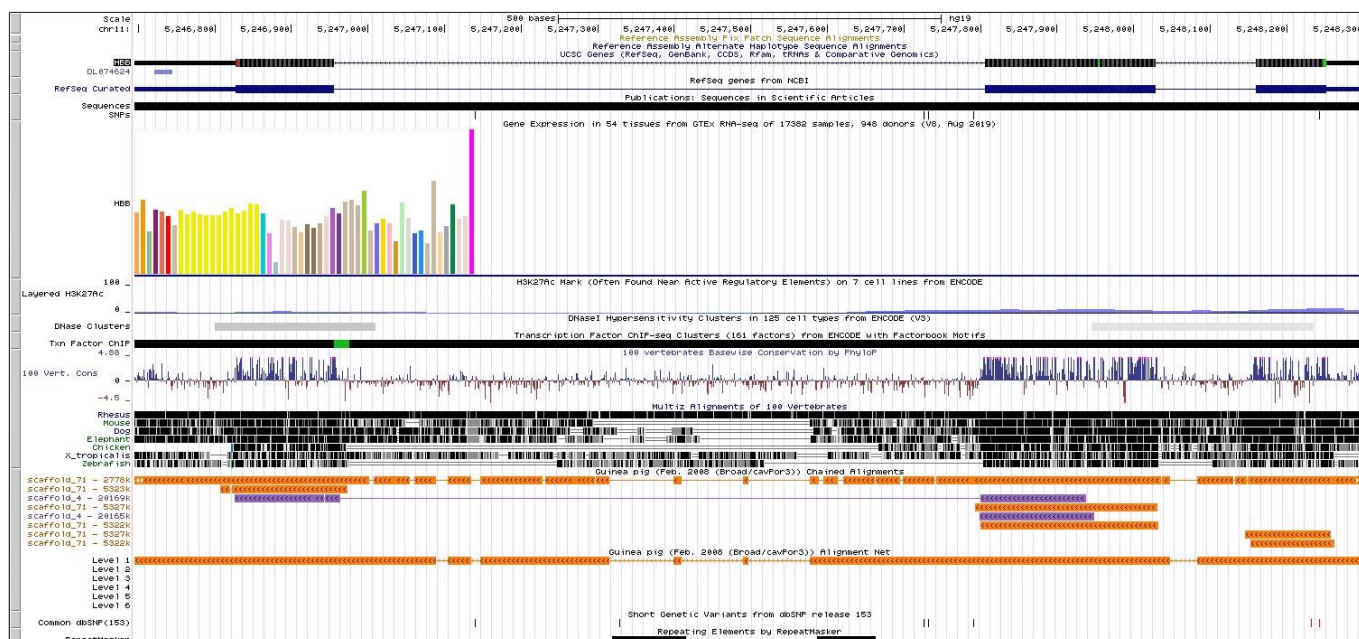 Scale 500 bases hg19
chr11: 5,246,800 5,246,900 5,247,000 5,247,100 5,247,200 5,247,300 5,247,400 5,247,500 5,247,600 5,247,700 5,247,800 5,247,900 5,248,000 5,248,100 5,248,200 5,248,300
Reference Assembly Fix Patch Sequence Alignments
Reference Assembly Alternate Haplotype Sequence Alignments
UCSC Genes (RefSeq, GenBank, CCDS, Rfam, tRNAs & Comparative Genomics)
HBB
DL074624
RefSeq genes from NCBI
RefSeq Curated
Publications: Sequences in Scientific Articles
Sequences
SNPs
Gene Expression in 54 tissues from GTEx RNA-seq of 17382 samples, 948 donors (V8, Aug 2019)
HBB
H3K27Ac Mark (Often Found Near Active Regulatory Elements) on 7 cell lines from ENCODE
100 _
Layered H3K27Ac
0 _
DNaseI Hypersensitivity Clusters in 125 cell types from ENCODE (V3)
DNase Clusters
Transcription Factor ChIP-seq Clusters (161 factors) from ENCODE with Factorbook Motifs
Txn Factor ChIP
100 vertebrates Basewise Conservation by PhyloP
4.88 _
100 Vert. Cons
0 -
-4.5 _
Multiz Alignments of 100 Vertebrates
Rhesus
Mouse
Dog
Elephant
Chicken
X_tropicalis
Zebrafish
Guinea pig (Feb. 2008 (Broad/cavPor3)) Chained Alignments
scaffold_71 - 2778k
scaffold_71 - 5323k
scaffold_4 - 20169k
scaffold_71 - 5327k
scaffold_4 - 20165k
scaffold_71 - 5322k
scaffold_71 - 5327k
scaffold_71 - 5322k
Guinea pig (Feb. 2008 (Broad/cavPor3)) Alignment Net
Level 1
Level 2
Level 3
Level 4
Level 5
Level 6
Short Genetic Variants from dbSNP release 153
Common dbSNP(153)
Repeating Elements by RepeatMasker
RepeatMasker